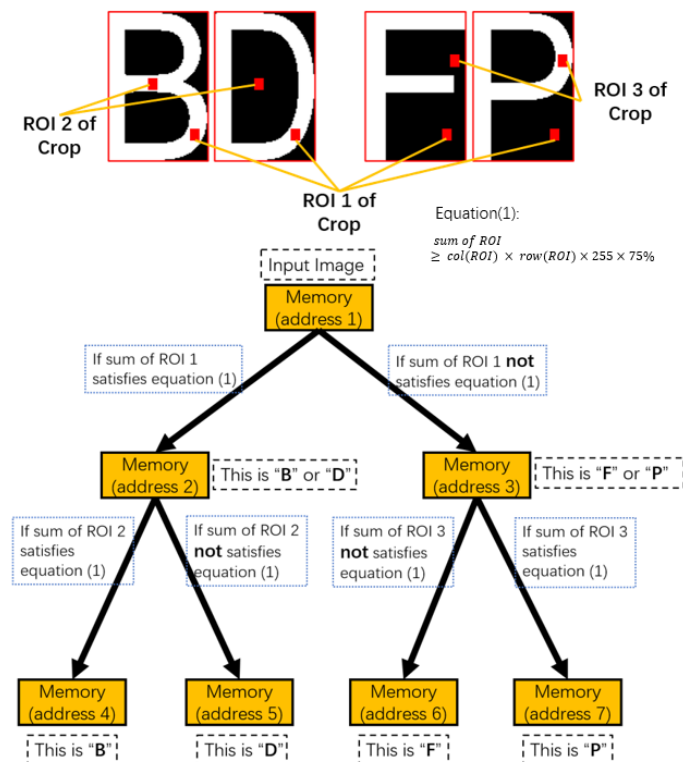 B D F P
ROI 2 of
Crop
ROI 3 of
Crop
ROI 1 of
Crop
Equation(1):
sum of ROI
≥ col(ROI) × row(ROI) × 255 × 75%
Input Image
Memory
(address 1)
If sum of ROI 1
satisfies equation (1)
If sum of ROI 1 not
satisfies equation (1)
Memory
(address 2)
This is “B” or “D”
Memory
(address 3)
This is “F” or “P”
If sum of ROI 2
satisfies
equation (1)
If sum of ROI 2
not satisfies
equation (1)
If sum of ROI 3
not satisfies
equation (1)
If sum of ROI 3
satisfies
equation (1)
Memory
(address 4)
Memory
(address 5)
Memory
(address 6)
Memory
(address 7)
This is “B”
This is “D”
This is “F”
This is “P”